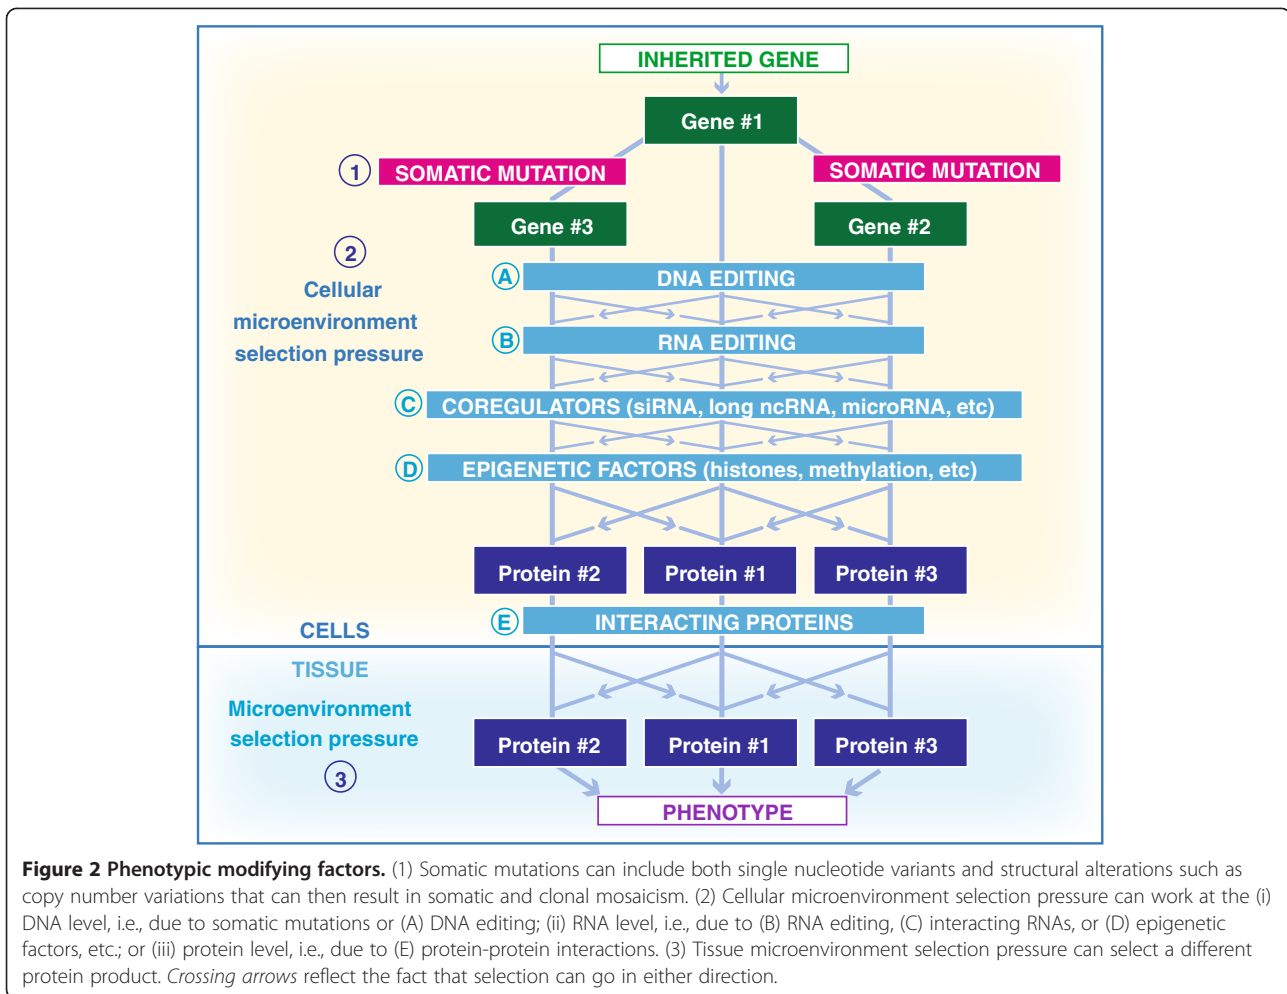 INHERITED GENE
Gene #1
1
SOMATIC MUTATION
SOMATIC MUTATION
Gene #3
Gene #2
2
Cellular
microenvironment
selection pressure
A
DNA EDITING
B
RNA EDITING
C
COREGULATORS (siRNA, long ncRNA, microRNA, etc)
D
EPIGENETIC FACTORS (histones, methylation, etc)
Protein #2
Protein #1
Protein #3
E
INTERACTING PROTEINS
CELLS
TISSUE
Microenvironment
selection pressure
3
Protein #2
Protein #1
Protein #3
PHENOTYPE
Figure 2 Phenotypic modifying factors. (1) Somatic mutations can include both single nucleotide variants and structural alterations such as
copy number variations that can then result in somatic and clonal mosaicism. (2) Cellular microenvironment selection pressure can work at the (i)
DNA level, i.e., due to somatic mutations or (A) DNA editing; (ii) RNA level, i.e., due to (B) RNA editing, (C) interacting RNAs, or (D) epigenetic
factors, etc.; or (iii) protein level, i.e., due to (E) protein-protein interactions. (3) Tissue microenvironment selection pressure can select a different
protein product. Crossing arrows reflect the fact that selection can go in either direction.